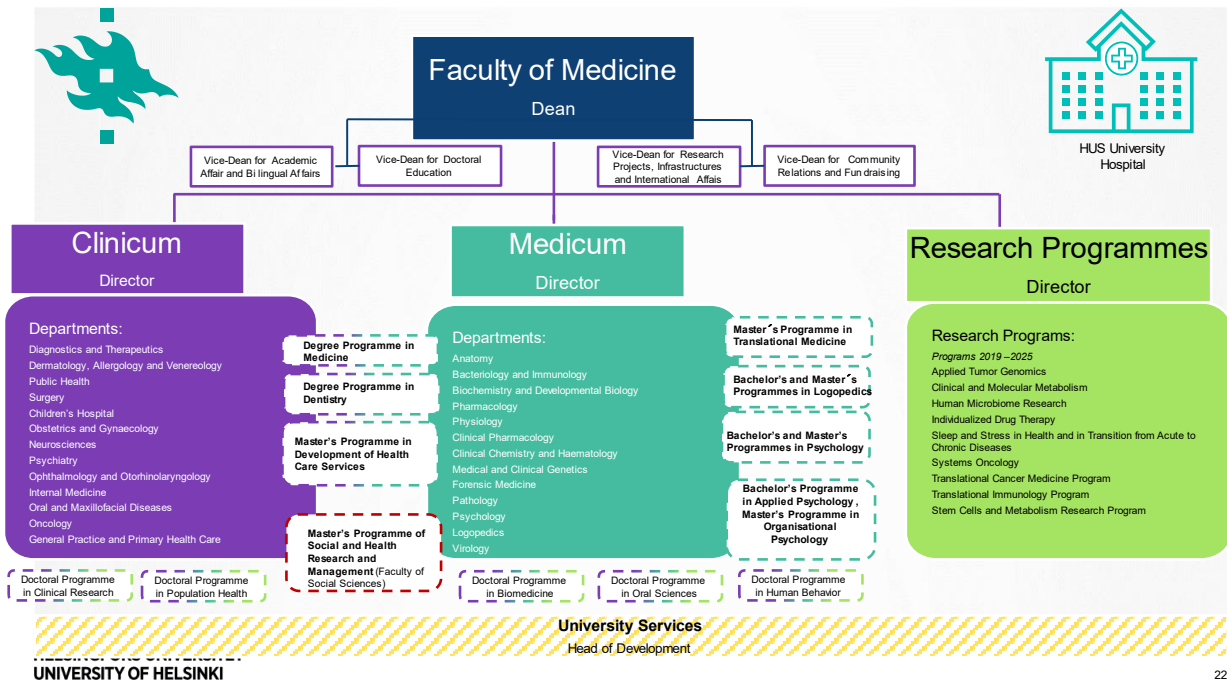 Faculty of Medicine
Dean
HUS University
Hospital
Vice-Dean for Academic
Affair and Bilingual Affairs
Vice-Dean for Doctoral
Education
Vice-Dean for Research
Projects, Infrastructures
and International Affais
Vice-Dean for Community
Relations and Fundraising
Clinicum
Director
Departments:
Diagnostics and Therapeutics
Dermatology, Allergology and Venereology
Public Health
Surgery
Children's Hospital
Obstetrics and Gynaecology
Neurosciences
Psychiatry
Ophthalmology and Otorhinolaryngology
Internal Medicine
Oral and Maxillofacial Diseases
Oncology
General Practice and Primary Health Care
Degree Programme in
Medicine
Degree Programme in
Dentistry
Master's Programme in
Development of Health
Care Services
Master's Programme of
Social and Health
Research and
Management (Faculty of
Social Sciences)
Medicum
Director
Departments:
Anatomy
Bacteriology and Immunology
Biochemistry and Developmental Biology
Pharmacology
Physiology
Clinical Pharmacology
Clinical Chemistry and Haematology
Medical and Clinical Genetics
Forensic Medicine
Pathology
Psychology
Logopedics
Virology
Master´s Programme in
Translational Medicine
Bachelor's and Master´s
Programmes in Logopedics
Bachelor's and Master's
Programmes in Psychology
Bachelor's Programme
in Applied Psychology,
Master's Programme in
Organisational
Psychology
Research Programmes
Director
Research Programs:
Programs 2019–2025
Applied Tumor Genomics
Clinical and Molecular Metabolism
Human Microbiome Research
Individualized Drug Therapy
Sleep and Stress in Health and in Transition from Acute to
Chronic Diseases
Systems Oncology
Translational Cancer Medicine Program
Translational Immunology Program
Stem Cells and Metabolism Research Program
Doctoral Programme
in Clinical Research
Doctoral Programme
in Population Health
Doctoral Programme
in Biomedicine
Doctoral Programme
in Oral Sciences
Doctoral Programme
in Human Behavior
University Services
Head of Development
HELSINGFORS UNIVERSITET
UNIVERSITY OF HELSINKI
22